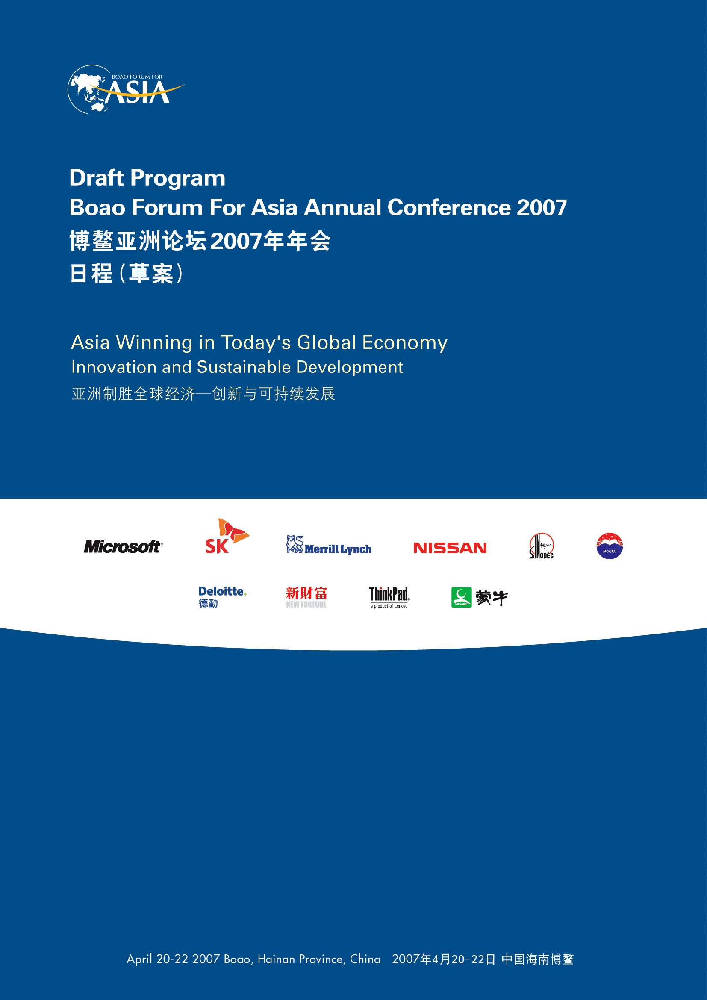 BOAO FORUM FOR
ASIA
Draft Program
Boao Forum For Asia Annual Conference 2007
博鳌亚洲论坛2007年年会
日程(草案)
Asia Winning in Today's Global Economy
Innovation and Sustainable Development
亚洲制胜全球经济—创新与可持续发展
Microsoft®
SK
Merrill Lynch
NISSAN
中国石化
SINOPEC
MOUTAI
Deloitte.
德勤
新財富
NEW FORTUNE
ThinkPad®
a product of Lenovo
MENGNIU
蒙牛
April 20-22 2007 Boao, Hainan Province, China 2007年4月20-22日 中国海南博鳌